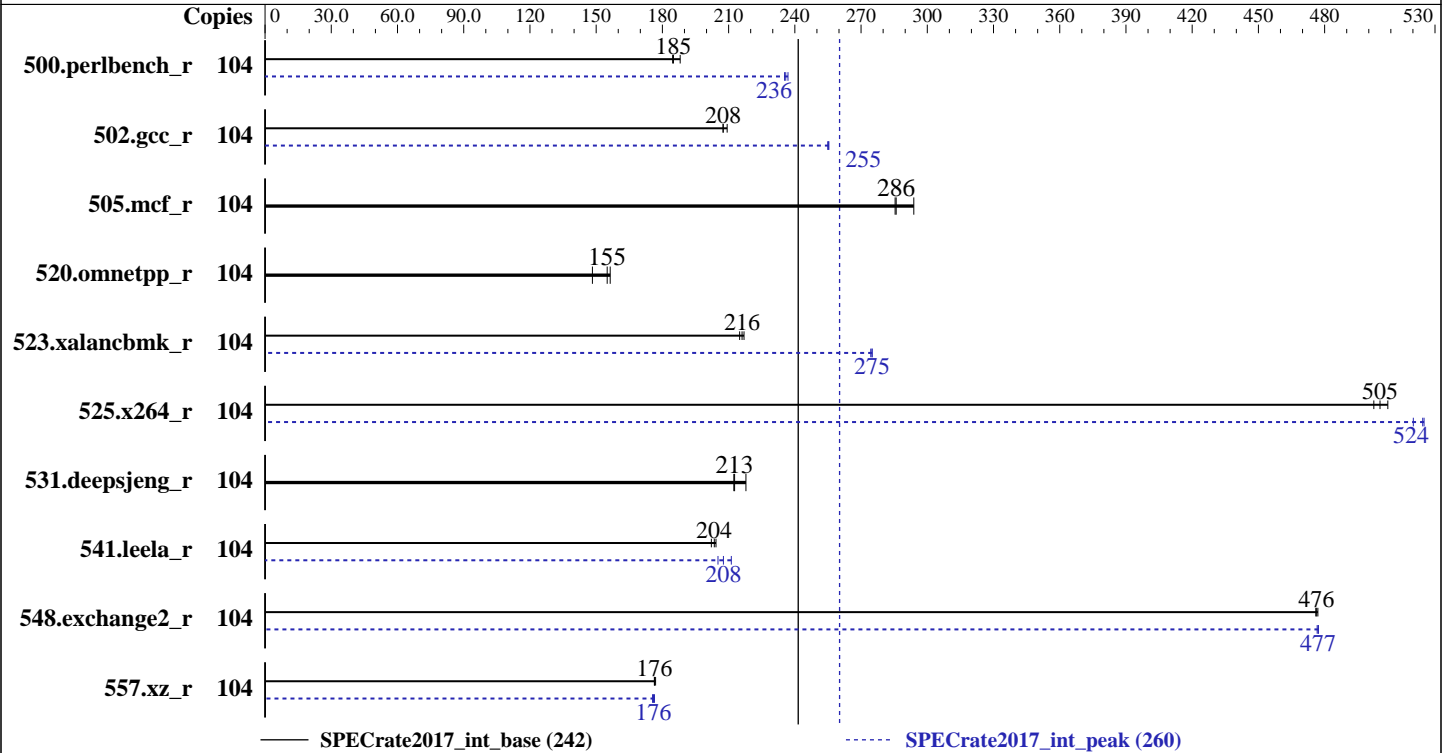 Copies 0 30.0 60.0 90.0 120 150 180 210 240 270 300 330 360 390 420 450 480 530
185
500.perlbench_r 104
236
208
502.gcc_r 104
255
286
505.mcf_r 104
155
520.omnetpp_r 104
216
523.xalancbmk_r 104
275
505
525.x264_r 104
524
213
531.deepsjeng_r 104
204
541.leela_r 104
208
476
548.exchange2_r 104
477
176
557.xz_r 104
176
SPECrate2017_int_base (242) SPECrate2017_int_peak (260)